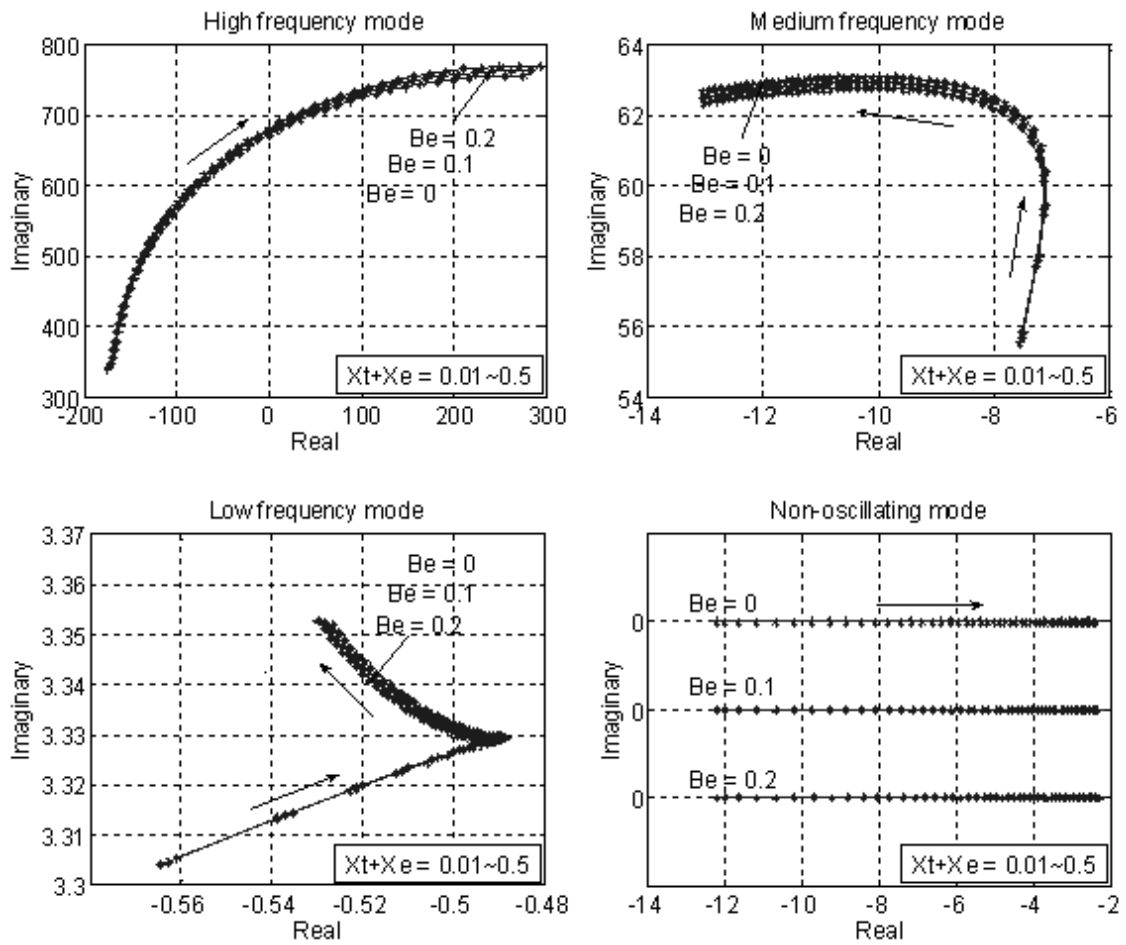 High frequency mode
800
700
600
500
400
300
Imaginary
Be = 0.2
Be = 0.1
Be = 0
Xt+Xe = 0.01~0.5
-200
-100
0
100
200
300
Real
Medium frequency mode
64
62
60
58
56
54
Imaginary
Be = 0
Be = 0.1
Be = 0.2
Xt+Xe = 0.01~0.5
-14
-12
-10
-8
-6
Real
Low frequency mode
3.37
3.36
3.35
3.34
3.33
3.32
3.31
3.3
Imaginary
Be = 0
Be = 0.1
Be = 0.2
Xt+Xe = 0.01~0.5
-0.56
-0.54
-0.52
-0.5
-0.48
Real
Non-oscillating mode
Be = 0
0
Be = 0.1
0
Be = 0.2
0
Imaginary
Xt+Xe = 0.01~0.5
-14
-12
-10
-8
-6
-4
-2
Real